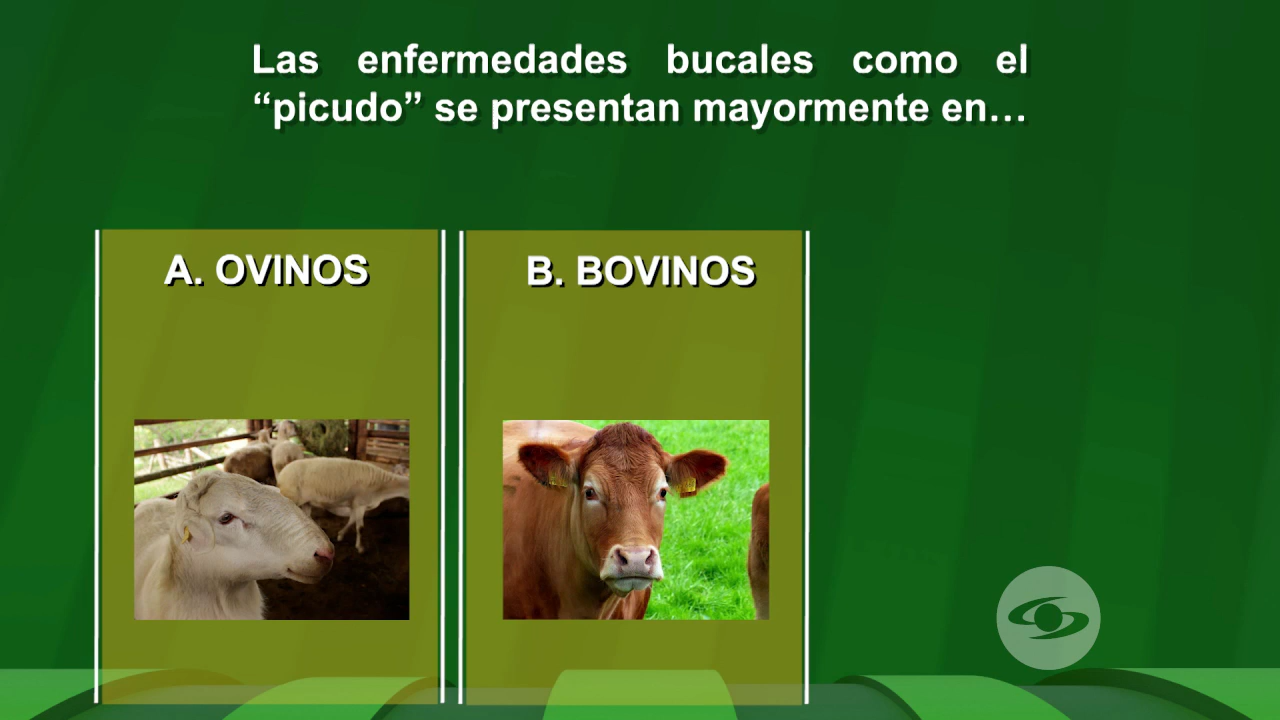 Las enfermedades bucales como el
“picudo” se presentan mayormente en…
A. OVINOS
B. BOVINOS